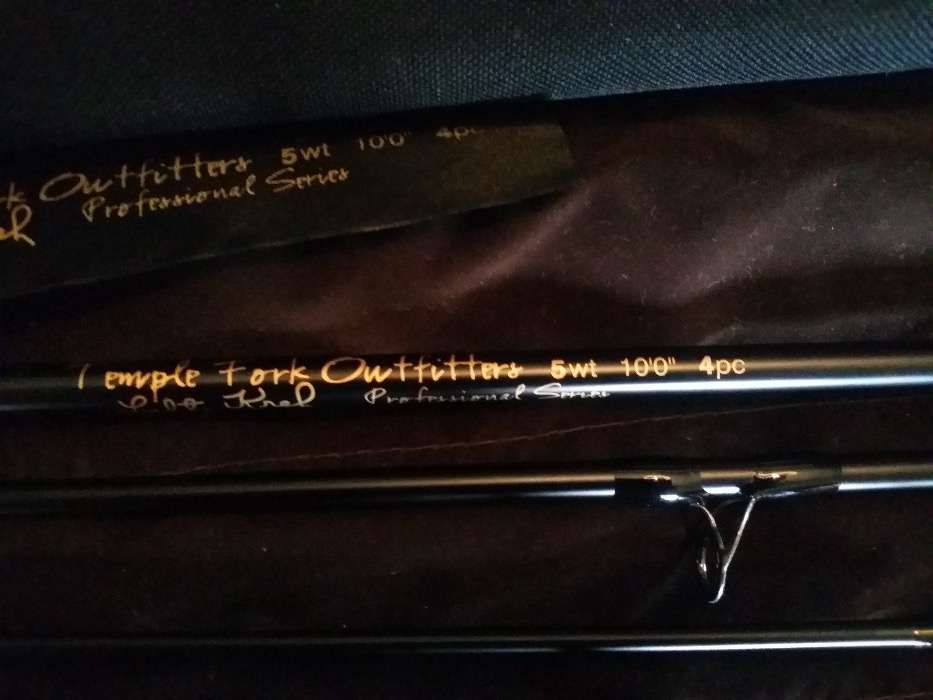 Outfitters 5wt 10'0"
Professional Series
Temple Fork Outfitters 5wt 10'0" 4pc
Professional Series